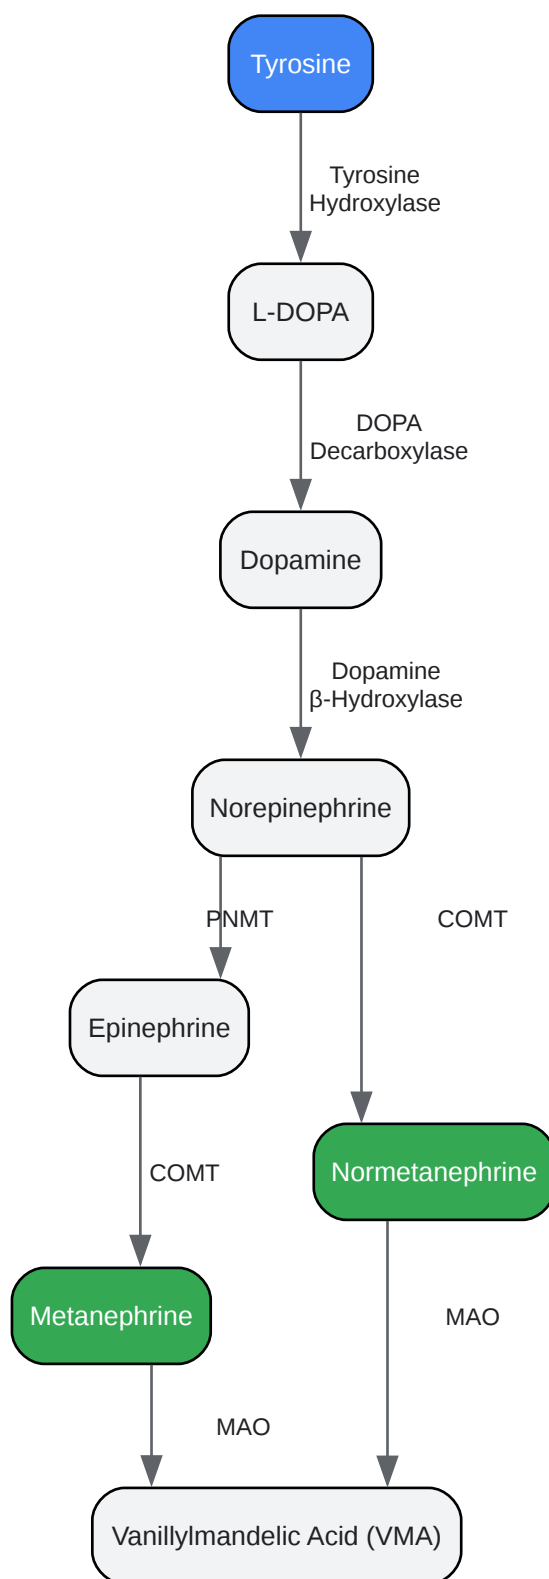 Tyrosine
Tyrosine
Hydroxylase
L-DOPA
DOPA
Decarboxylase
Dopamine
Dopamine
β-Hydroxylase
Norepinephrine
PNMT
COMT
Epinephrine
COMT
Normetanephrine
Metanephrine
MAO
MAO
Vanillylmandelic Acid (VMA)